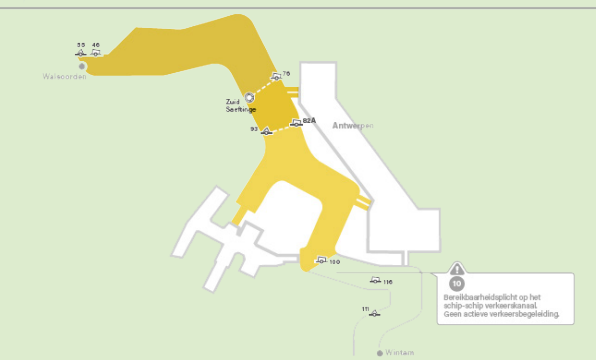 35 46
Walsoorden
76
Zuid
Saeftinge
93
82A
Antwerpen
100
116
10
Bereikbaarheidsplicht op het
schip-schip verkeerskanaal.
Geen actieve verkeersbegeleiding.
111
Wintam